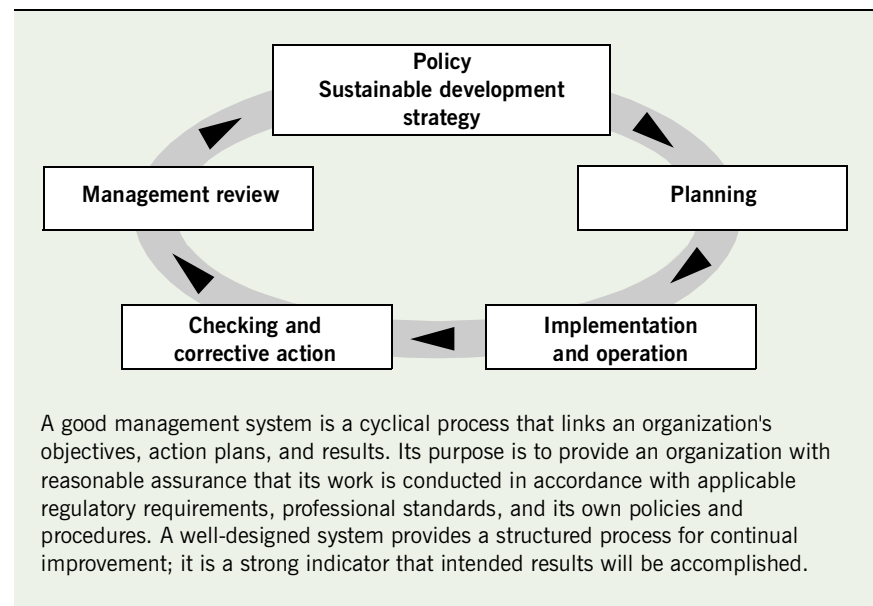 Policy
Sustainable development
strategy
Management review
Planning
Checking and
corrective action
Implementation
and operation
A good management system is a cyclical process that links an organization's
objectives, action plans, and results. Its purpose is to provide an organization with
reasonable assurance that its work is conducted in accordance with applicable
regulatory requirements, professional standards, and its own policies and
procedures. A well-designed system provides a structured process for continual
improvement; it is a strong indicator that intended results will be accomplished.